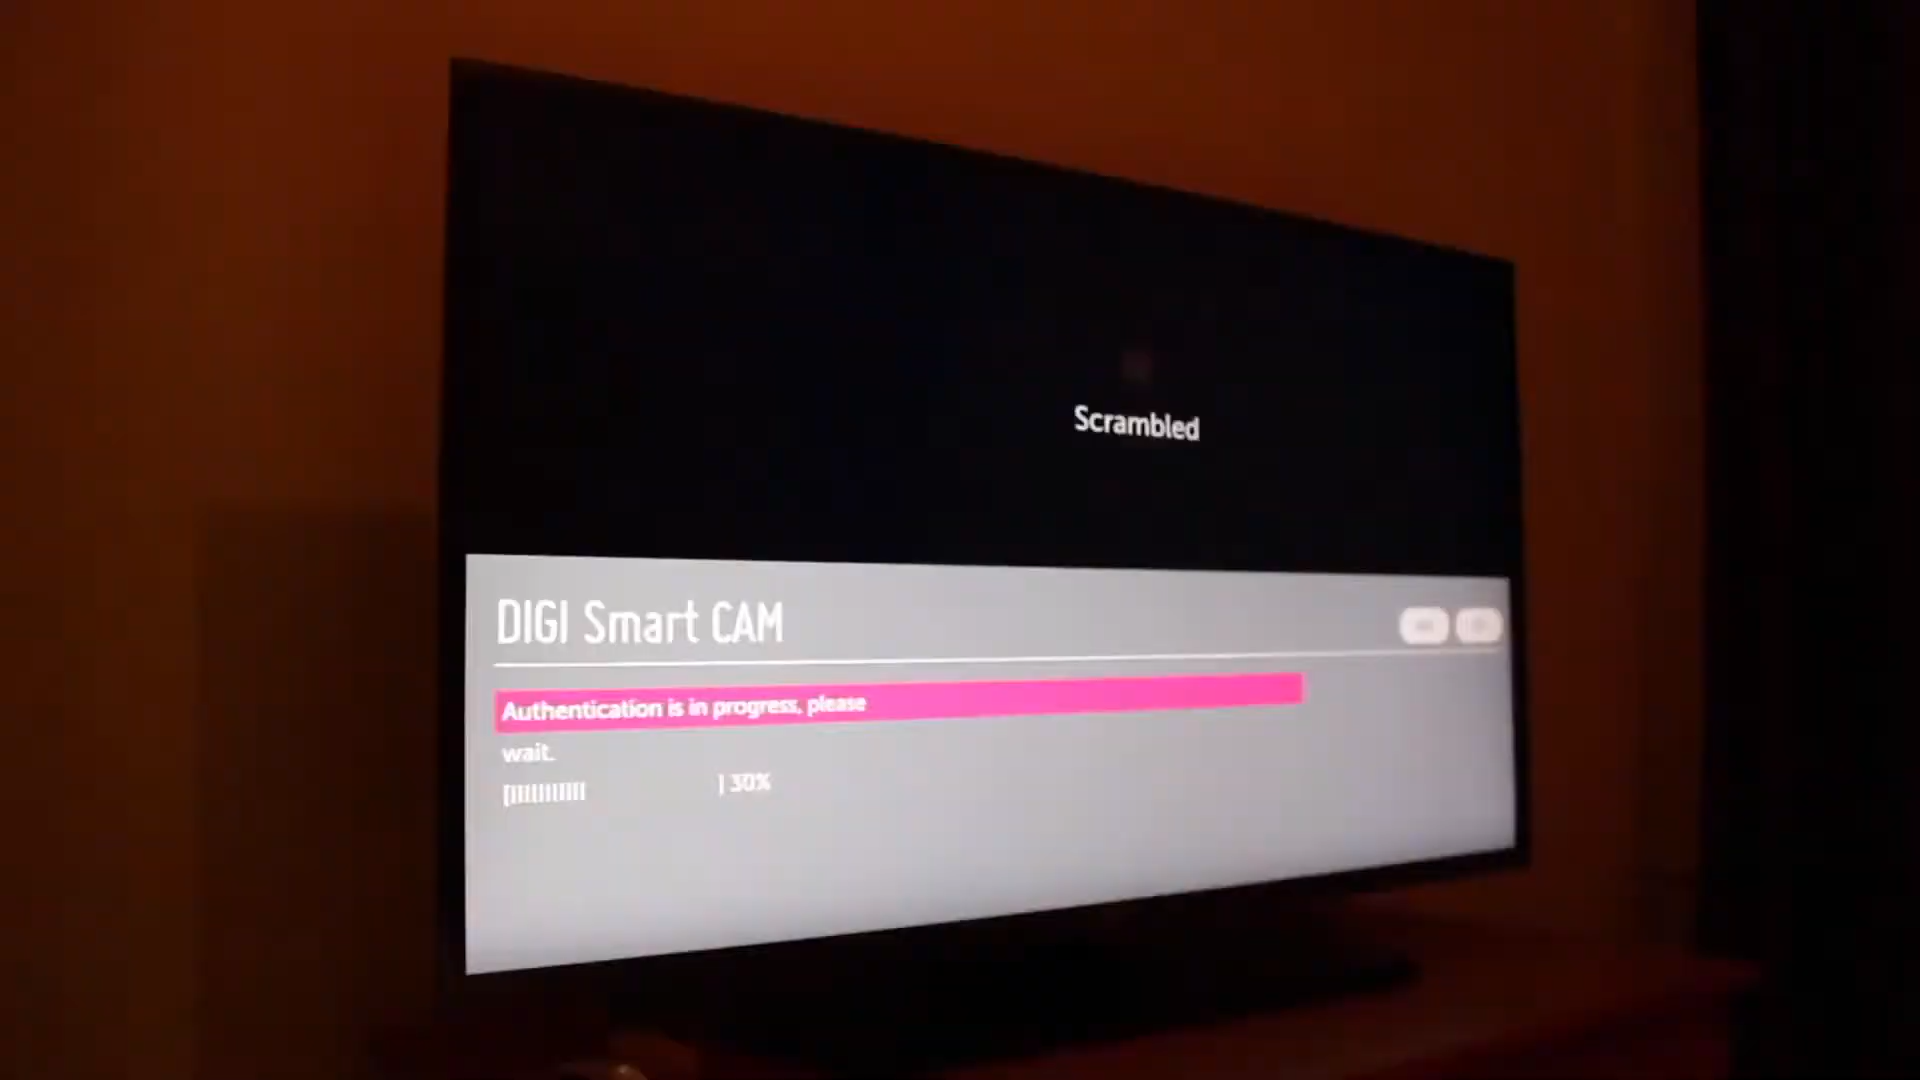 Scrambled
DIGI Smart CAM
Authentication is in progress, please
wait.
[||||||||||| | 30%